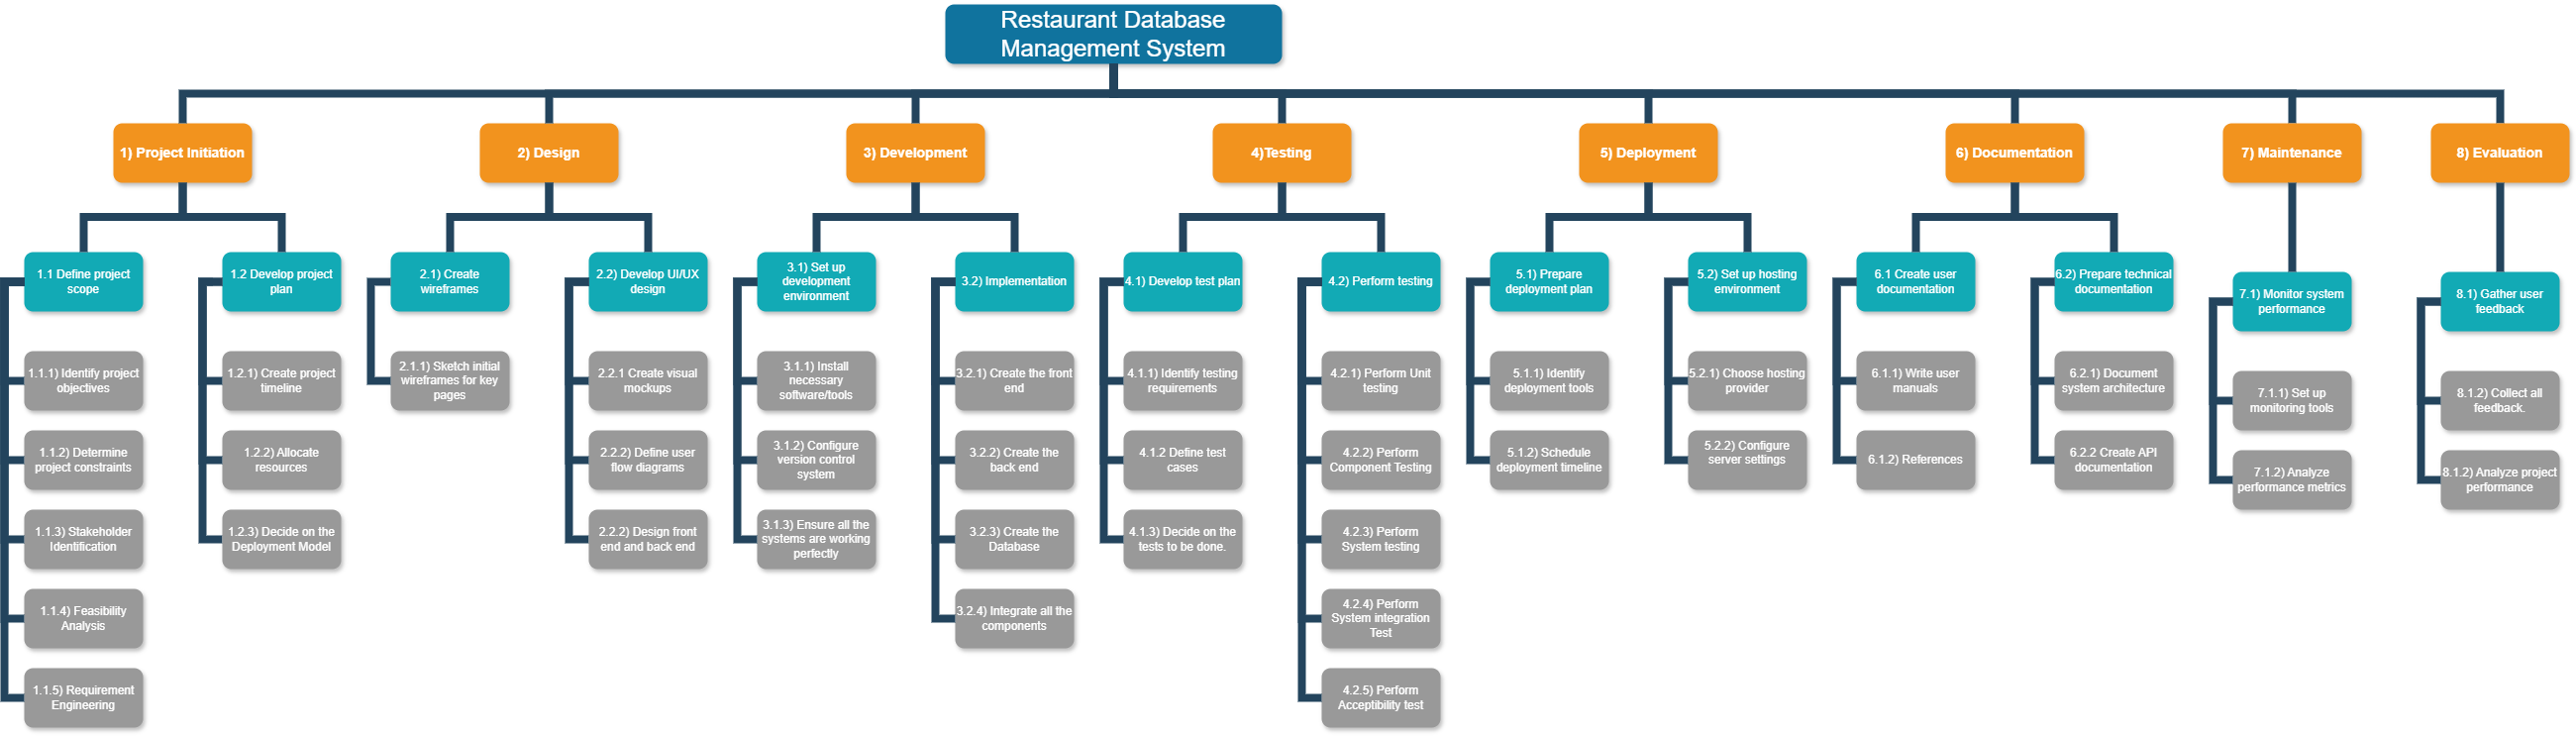 Restaurant Database
Management System
1) Project Initiation
2) Design
3) Development
4)Testing
5) Deployment
6) Documentation
7) Maintenance
8) Evaluation
1.1 Define project
scope
1.1.1) Identify project
objectives
1.1.2) Determine
project constraints
1.1.3) Stakeholder
Identification
1.1.4) Feasibility
Analysis
1.1.5) Requirement
Engineering
1.2 Develop project
plan
1.2.1) Create project
timeline
1.2.2) Allocate
resources
1.2.3) Decide on the
Deployment Model
2.1) Create
wireframes
2.1.1) Sketch initial
wireframes for key
pages
2.2) Develop UI/UX
design
2.2.1 Create visual
mockups
2.2.2) Define user
flow diagrams
2.2.2) Design front
end and back end
3.1) Set up
development
environment
3.1.1) Install
necessary
software/tools
3.1.2) Configure
version control
system
3.1.3) Ensure all the
systems are working
perfectly
3.2) Implementation
3.2.1) Create the front
end
3.2.2) Create the
back end
3.2.3) Create the
Database
3.2.4) Integrate all the
components
4.1) Develop test plan
4.1.1) Identify testing
requirements
4.1.2 Define test
cases
4.1.3) Decide on the
tests to be done.
4.2) Perform testing
4.2.1) Perform Unit
testing
4.2.2) Perform
Component Testing
4.2.3) Perform
System testing
4.2.4) Perform
System integration
Test
4.2.5) Perform
Acceptibility test
5.1) Prepare
deployment plan
5.1.1) Identify
deployment tools
5.1.2) Schedule
deployment timeline
5.2) Set up hosting
environment
5.2.1) Choose hosting
provider
5.2.2) Configure
server settings
6.1 Create user
documentation
6.1.1) Write user
manuals
6.1.2) References
6.2) Prepare technical
documentation
6.2.1) Document
system architecture
6.2.2 Create API
documentation
7.1) Monitor system
performance
7.1.1) Set up
monitoring tools
7.1.2) Analyze
performance metrics
8.1) Gather user
feedback
8.1.2) Collect all
feedback.
8.1.2) Analyze project
performance